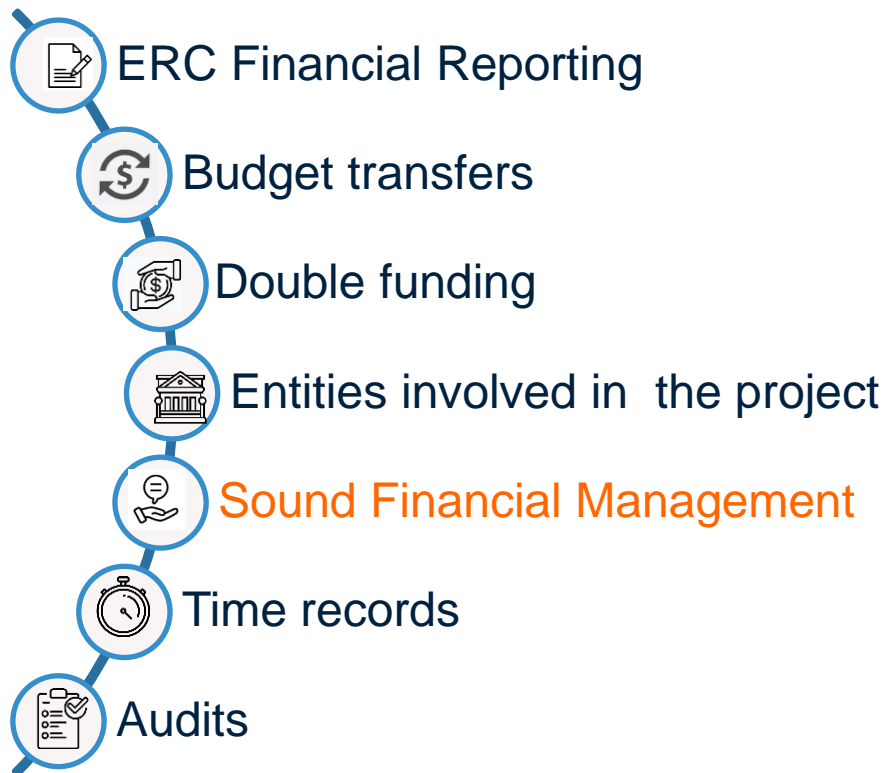 ERC Financial Reporting
Budget transfers
Double funding
Entities involved in  the project
Sound Financial Management
Time records
Audits